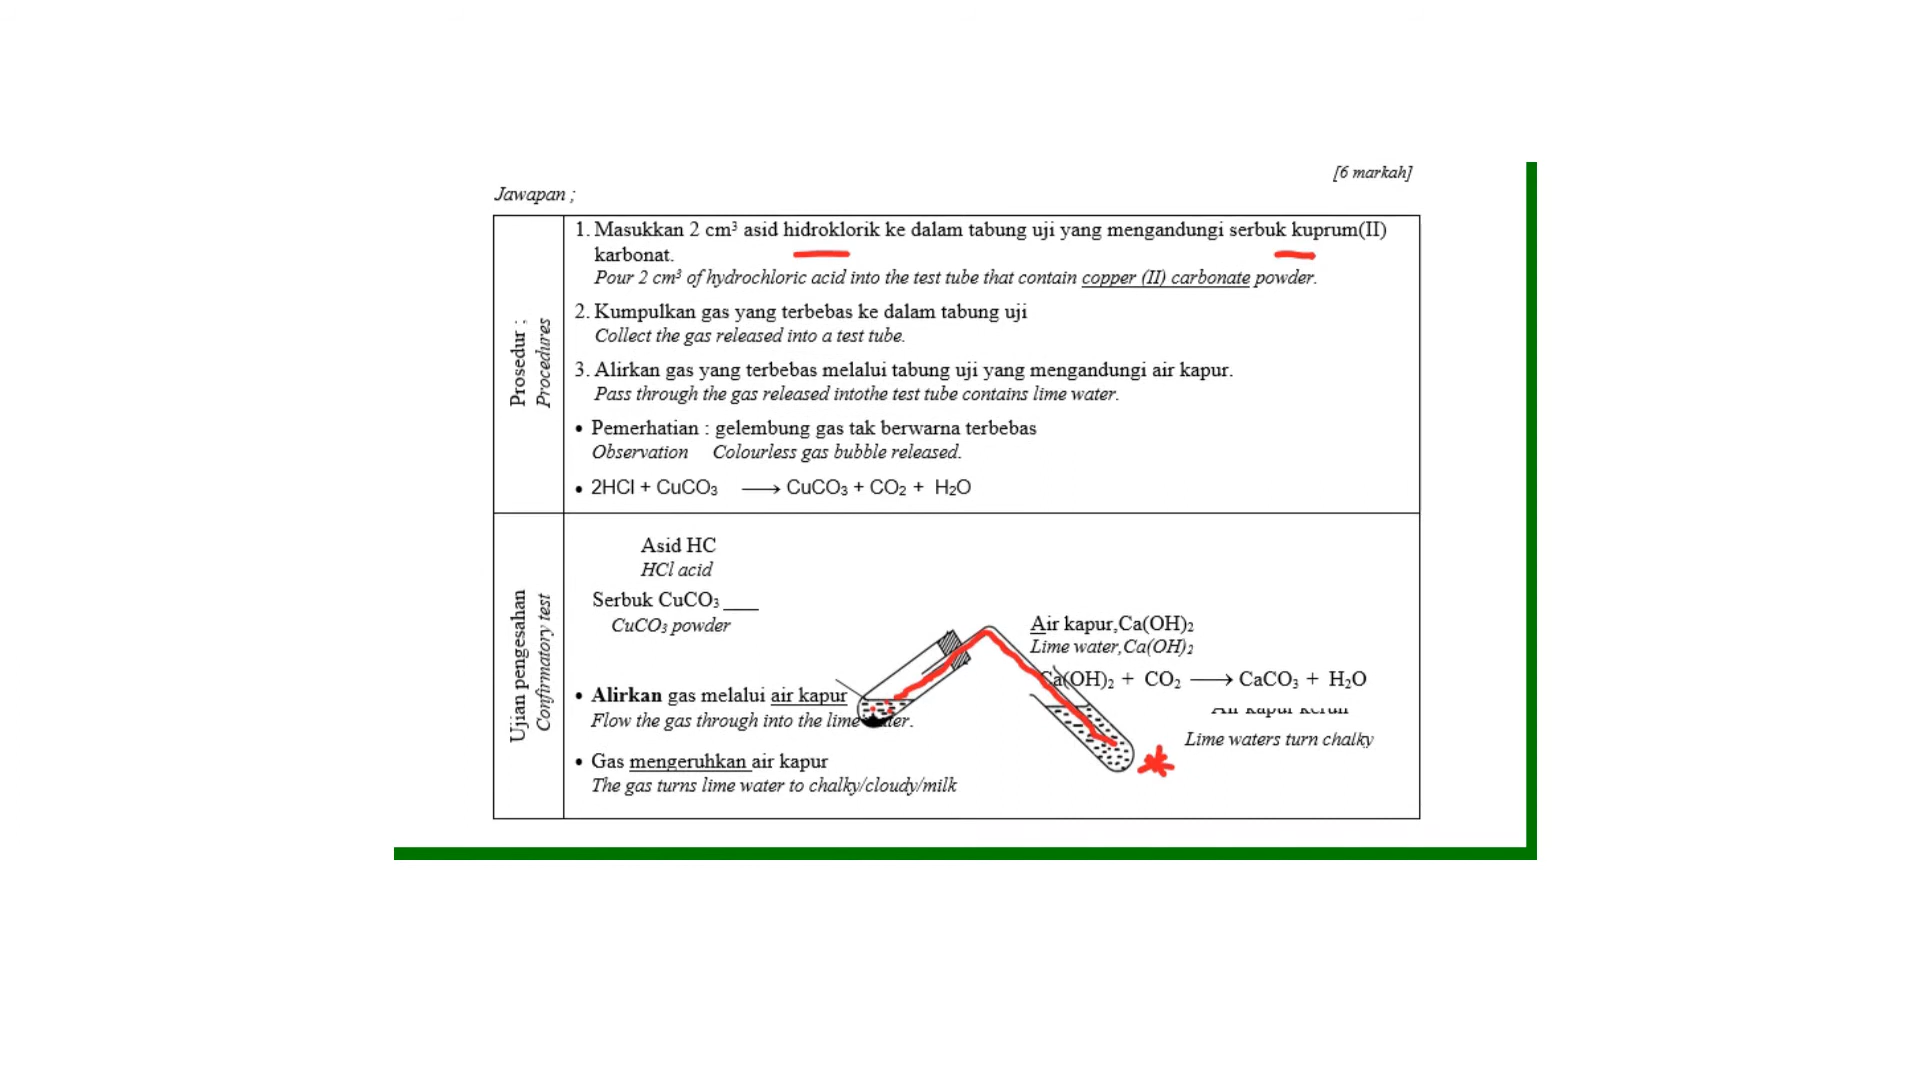 [6 markah]
Jawapan ;
Prosedur ;
Procedures
1. Masukkan 2 cm³ asid hidroklorik ke dalam tabung uji yang mengandungi serbuk kuprum(II)
karbonat.
Pour 2 cm³ of hydrochloric acid into the test tube that contain copper (II) carbonate powder.
2. Kumpulkan gas yang terbebas ke dalam tabung uji
Collect the gas released into a test tube.
3. Alirkan gas yang terbebas melalui tabung uji yang mengandungi air kapur.
Pass through the gas released intothe test tube contains lime water.
• Pemerhatian : gelembung gas tak berwarna terbebas
Observation Colourless gas bubble released.
• 2HCl + CuCO₃ ⟶ CuCO₃ + CO₂ + H₂O
Ujian pengesahan
Confirmatory test
Asid HC
HCl acid
Serbuk CuCO₃
CuCO₃ powder
Air kapur,Ca(OH)₂
Lime water,Ca(OH)₂
Ca(OH)₂ + CO₂ ⟶ CaCO₃ + H₂O
Air kapur keruh
Lime waters turn chalky
• Alirkan gas melalui air kapur
Flow the gas through into the lime water.
• Gas mengeruhkan air kapur
The gas turns lime water to chalky/cloudy/milk